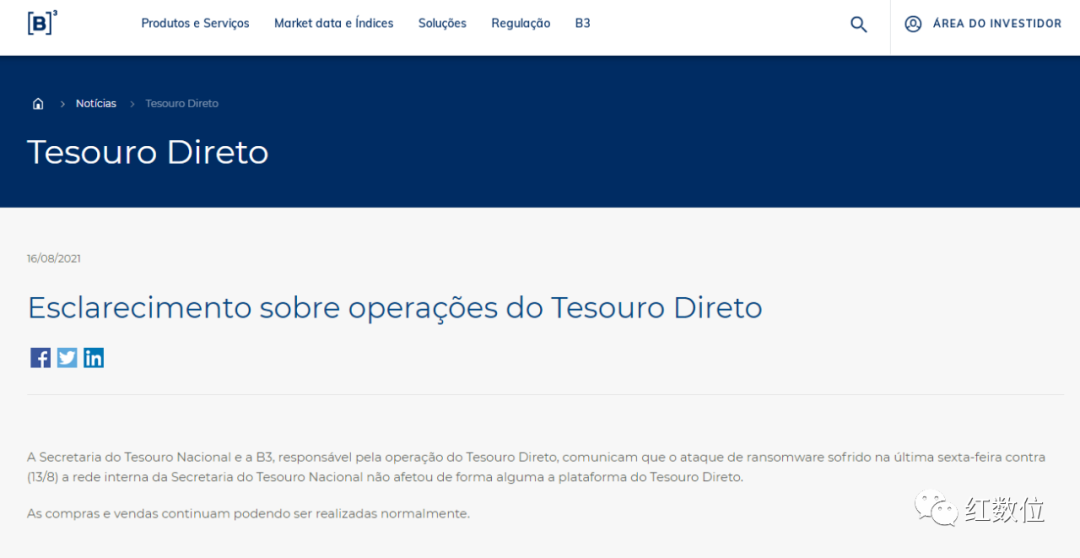 [B]³
Produtos e Serviços Market data e Índices Soluções Regulação B3 ÁREA DO INVESTIDOR
> Notícias > Tesouro Direto
Tesouro Direto
16/08/2021
Esclarecimento sobre operações do Tesouro Direto
A Secretaria do Tesouro Nacional e a B3, responsável pela operação do Tesouro Direto, comunicam que o ataque de ransomware sofrido na última sexta-feira contra
(13/8) a rede interna da Secretaria do Tesouro Nacional não afetou de forma alguma a plataforma do Tesouro Direto.
As compras e vendas continuam podendo ser realizadas normalmente.
红数位